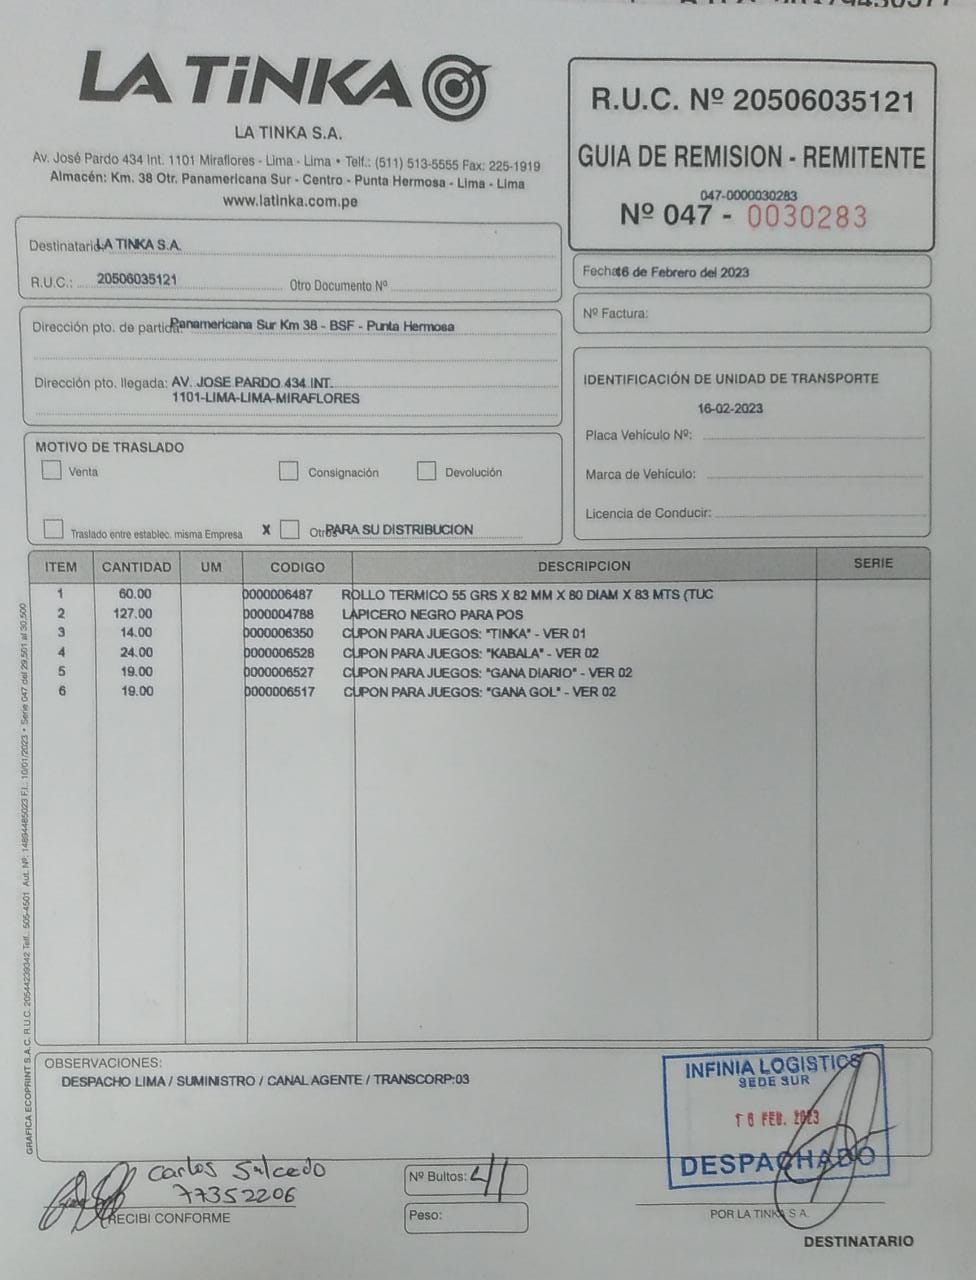 LA TiNKA
LA TINKA S.A.
Av. José Pardo 434 Int. 1101 Miraflores - Lima - Lima • Telf.: (511) 513-5555 Fax: 225-1919
Almacén: Km. 38 Otr. Panamericana Sur - Centro - Punta Hermosa - Lima - Lima
www.latinka.com.pe
R.U.C. Nº 20506035121
GUIA DE REMISION - REMITENTE
047-0000030283
Nº 047 - 0030283
Destinatario: LA TINKA S.A.
R.U.C.: 20506035121 Otro Documento Nº
Fecha: 16 de Febrero del 2023
Nº Factura:
Dirección pto. de partida: Panamericana Sur Km 38 - BSF - Punta Hermosa
Dirección pto. llegada: AV. JOSE PARDO 434 INT.
1101-LIMA-LIMA-MIRAFLORES
IDENTIFICACIÓN DE UNIDAD DE TRANSPORTE
16-02-2023
Placa Vehículo Nº:
Marca de Vehículo:
Licencia de Conducir:
MOTIVO DE TRASLADO
Venta Consignación Devolución
Traslado entre establec. misma Empresa X Otros PARA SU DISTRIBUCION
ITEM CANTIDAD UM CODIGO DESCRIPCION SERIE
1 60.00 0000006487 ROLLO TERMICO 55 GRS X 82 MM X 80 DIAM X 83 MTS (TUC
2 127.00 0000004788 LAPICERO NEGRO PARA POS
3 14.00 0000006350 CUPON PARA JUEGOS: "TINKA" - VER 01
4 24.00 0000006528 CUPON PARA JUEGOS: "KABALA" - VER 02
5 19.00 0000006527 CUPON PARA JUEGOS: "GANA DIARIO" - VER 02
6 19.00 0000006517 CUPON PARA JUEGOS: "GANA GOL" - VER 02
GRAFICA ECOPRINT S.A.C. R.U.C. 20544239342 Telf.: 505-4501 Aut. Nº: 14894485023 F.I.: 10/01/2023 • Serie 047 del 29,501 al 30,500
OBSERVACIONES:
DESPACHO LIMA / SUMINISTRO / CANAL AGENTE / TRANSCORP:03
INFINIA LOGISTICS
SEDE SUR
16 FEB. 2023
DESPACHADO
Carlos Salcedo
77352206
RECIBI CONFORME
Nº Bultos: 41
Peso:
POR LA TINKA S.A.
DESTINATARIO